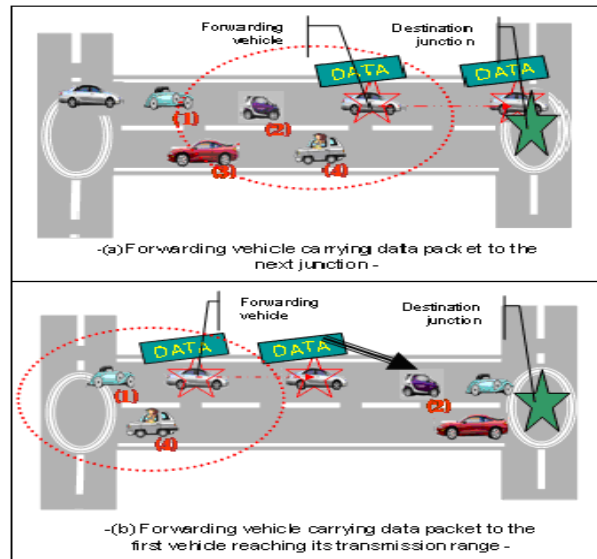 Forwarding
vehicle
Destination
junction
DATA
DATA
(1)
(2)
(3)
(4)
-(a) Forwarding vehicle carrying data packet to the
next junction -
Forwarding
vehicle
Destination
junction
DATA
DATA
(1)
(2)
(4)
-(b) Forwarding vehicle carrying data packet to the
first vehicle reaching its transmission range -